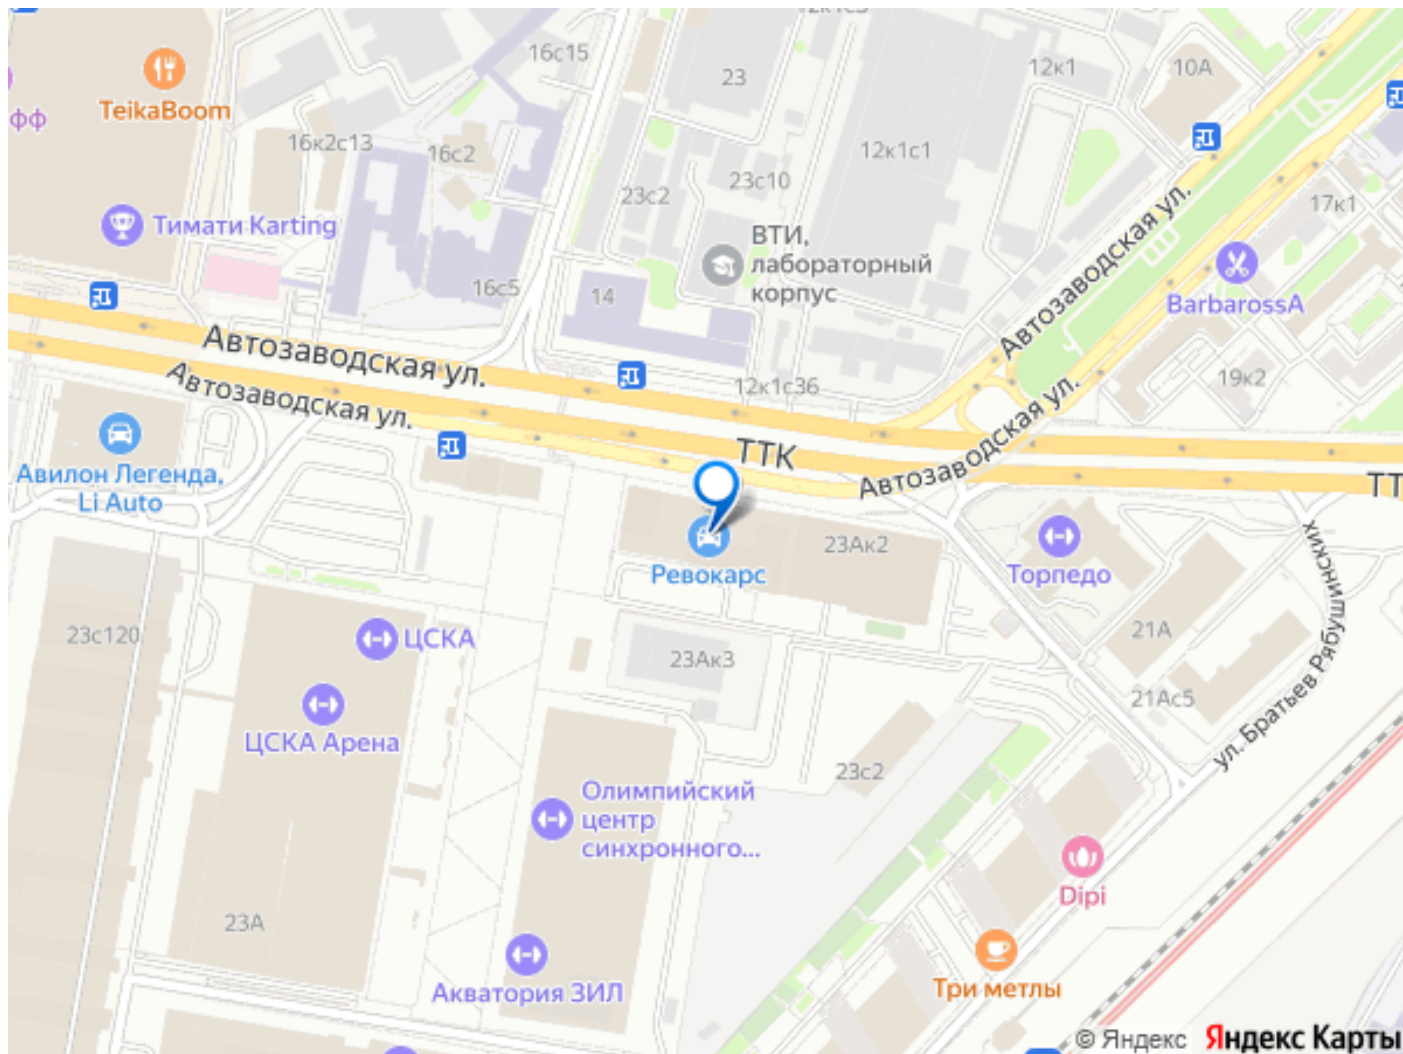 12к1с3
16с15
23
12к1
10А
TeikaBoom
фф
16к2с13
16с2
12к1с1
23с2
23с10
17к1
Тимати Karting
ВТИ,
лабораторный
корпус
Автозаводская ул.
16с5
14
BarbarossA
Автозаводская ул.
Автозаводская ул.
12к1с36
19к2
Автозаводская ул.
ТТК
ТТ
Авилон Легенда,
Li Auto
23Ак2
Ревокарс
Торпедо
ул. Братьев Рябушинских
23с120
ЦСКА
23Ак3
21А
21Ас5
ЦСКА Арена
23с2
Олимпийский
центр
синхронного...
Dipi
23А
Акватория ЗИЛ
Три метлы
© Яндекс Яндекс Карты